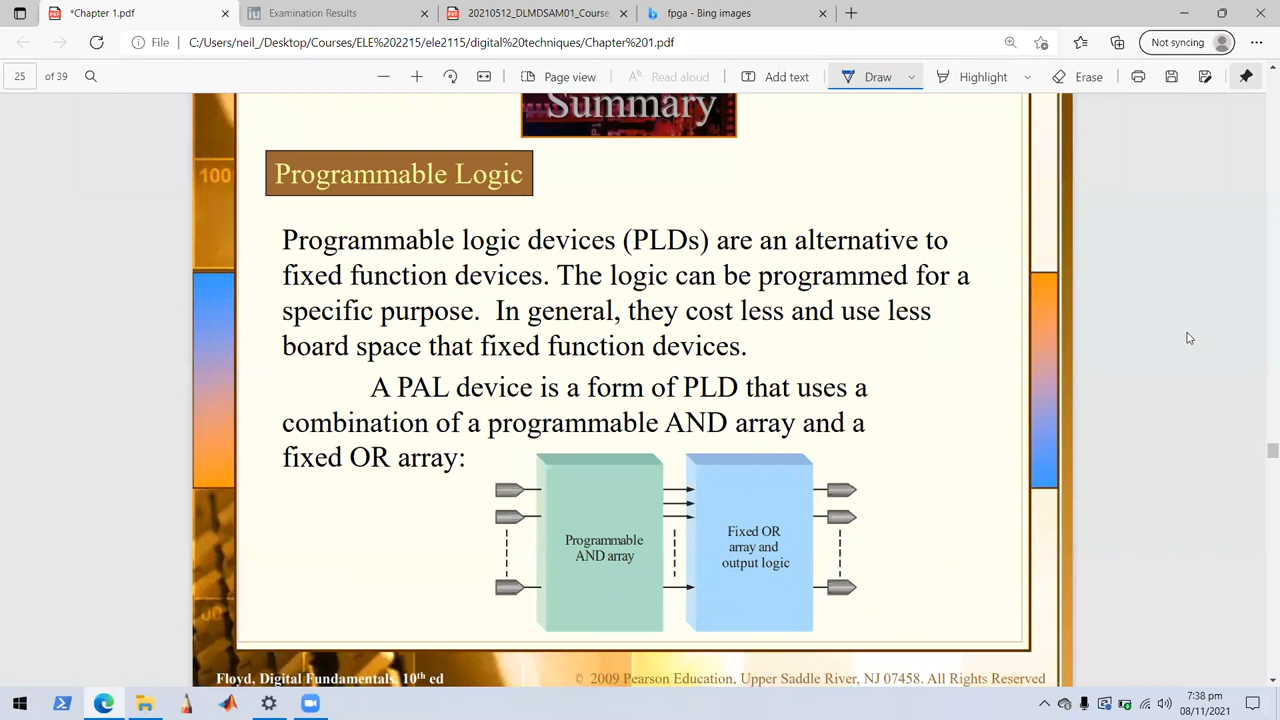 *Chapter 1.pdf
Examination Results
20210512_DLMDSAM01_Course_
fpga - Bing images
File
C:/Users/neil_/Desktop/Courses/ELE%202215/ele2115/digital%20techniques/Chapter%201.pdf
Not syncing
25 of 39
Page view
Read aloud
Add text
Draw
Highlight
Erase
Summary
100
Programmable Logic
Programmable logic devices (PLDs) are an alternative to
fixed function devices. The logic can be programmed for a
specific purpose. In general, they cost less and use less
board space that fixed function devices.
A PAL device is a form of PLD that uses a
combination of a programmable AND array and a
fixed OR array:
Programmable
AND array
Fixed OR
array and
output logic
Floyd, Digital Fundamentals, 10th ed
© 2009 Pearson Education, Upper Saddle River, NJ 07458. All Rights Reserved
7:38 pm
08/11/2021